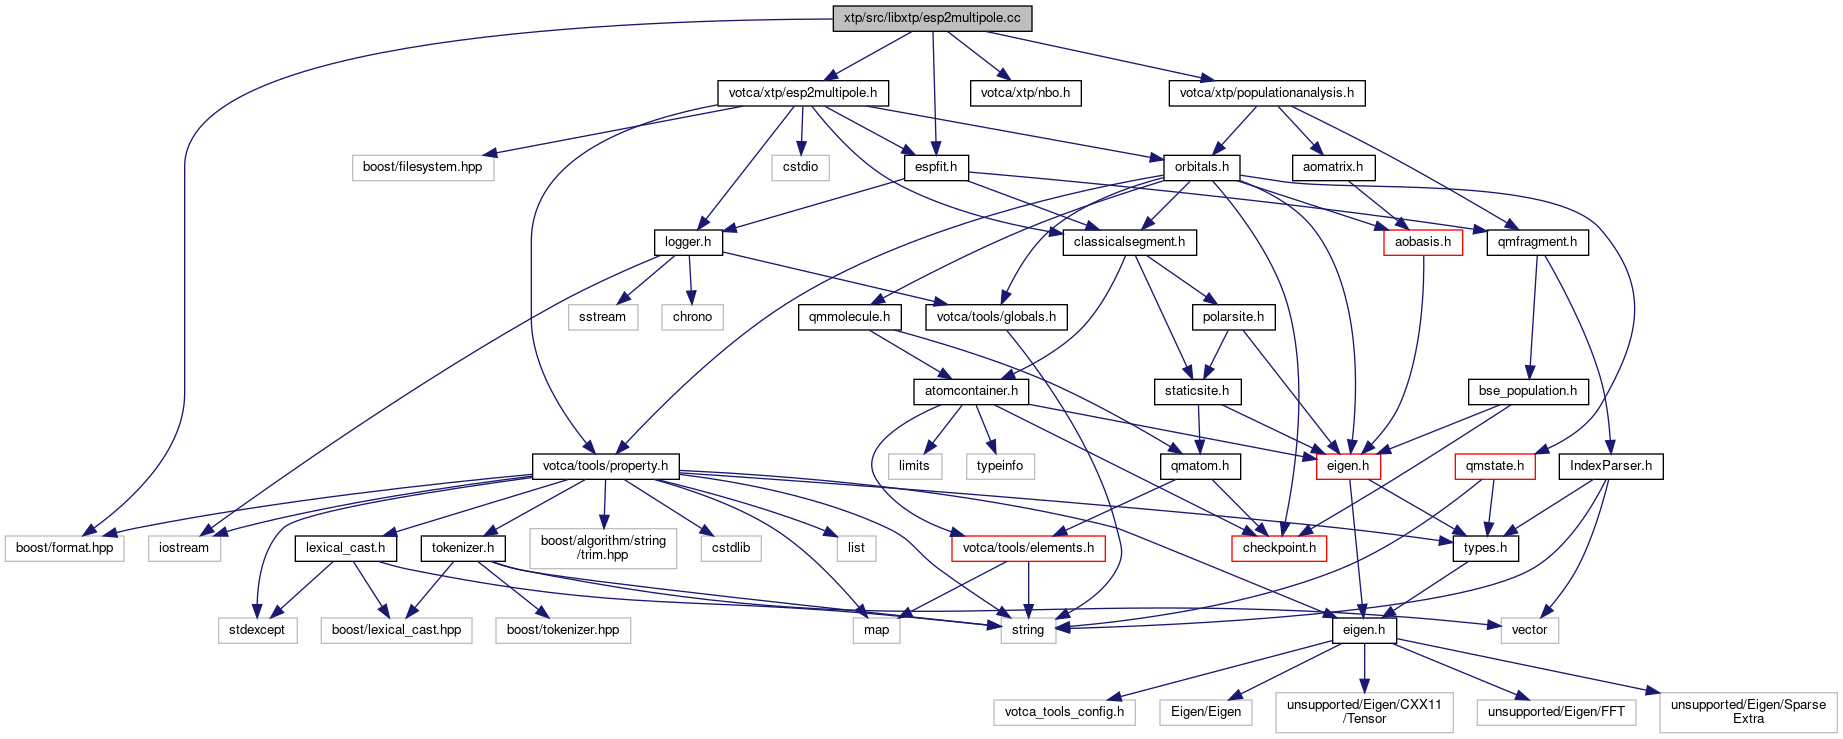 xtp/src/libxtp/esp2multipole.cc
votca/xtp/esp2multipole.h
votca/xtp/nbo.h
votca/xtp/populationanalysis.h
boost/filesystem.hpp
cstdio
espfit.h
orbitals.h
aomatrix.h
logger.h
classicalsegment.h
aobasis.h
qmfragment.h
sstream
chrono
qmmolecule.h
votca/tools/globals.h
polarsite.h
atomcontainer.h
staticsite.h
bse_population.h
votca/tools/property.h
limits
typeinfo
qmatom.h
eigen.h
qmstate.h
IndexParser.h
boost/format.hpp
iostream
lexical_cast.h
tokenizer.h
boost/algorithm/string
/trim.hpp
cstdlib
list
votca/tools/elements.h
checkpoint.h
types.h
stdexcept
boost/lexical_cast.hpp
boost/tokenizer.hpp
map
string
eigen.h
vector
votca_tools_config.h
Eigen/Eigen
unsupported/Eigen/CXX11
/Tensor
unsupported/Eigen/FFT
unsupported/Eigen/Sparse
Extra